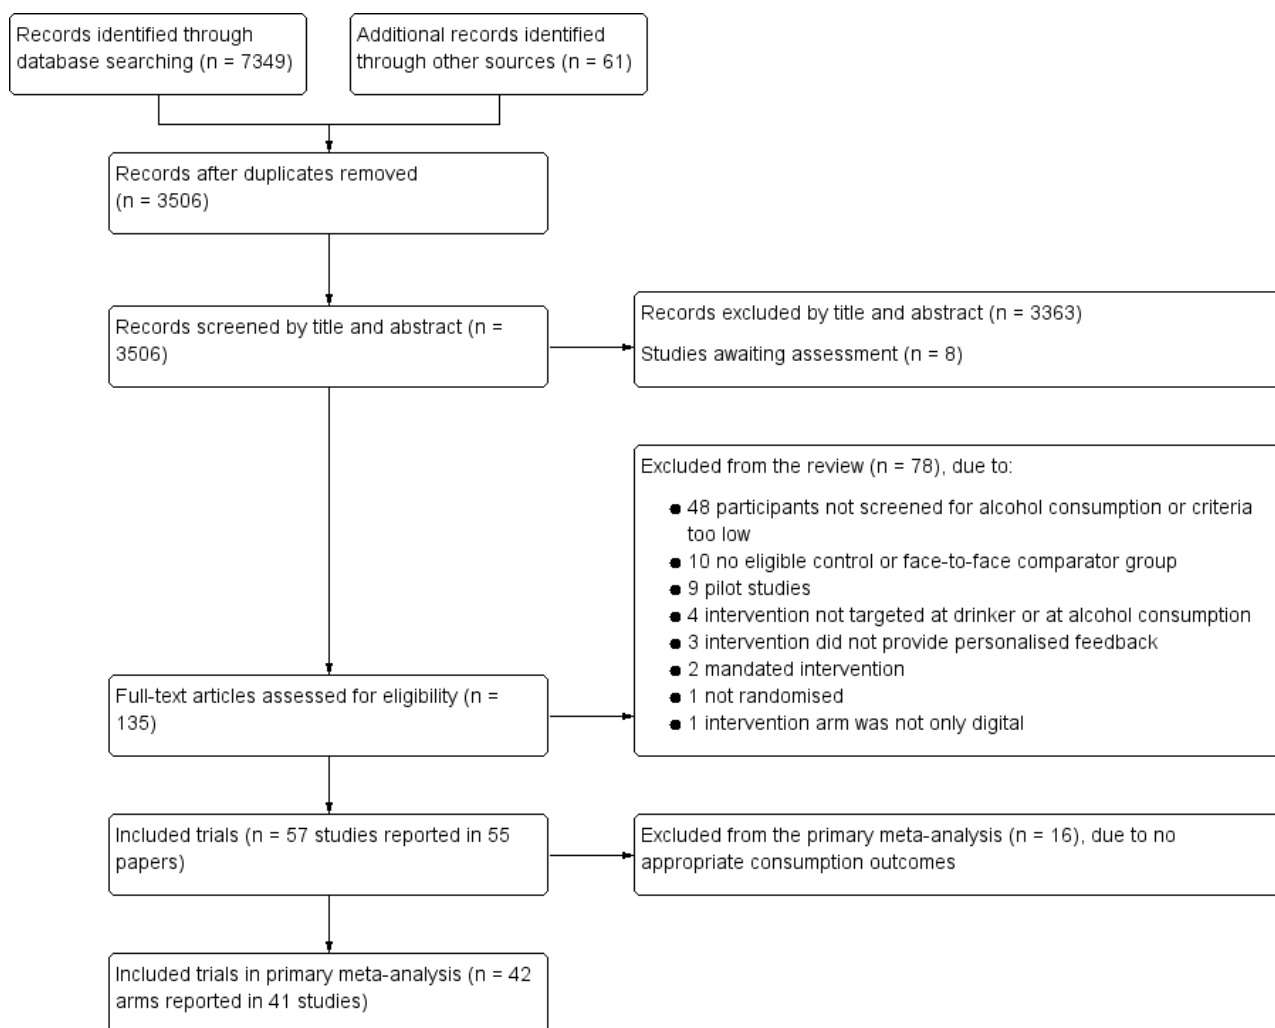 Records identified through
database searching (n = 7349)
Additional records identified
through other sources (n = 61)
Records after duplicates removed
(n = 3506)
Records screened by title and abstract (n =
3506)
Records excluded by title and abstract (n = 3363)
Studies awaiting assessment (n = 8)
Excluded from the review (n = 78), due to:
● 48 participants not screened for alcohol consumption or criteria
too low
● 10 no eligible control or face-to-face comparator group
● 9 pilot studies
● 4 intervention not targeted at drinker or at alcohol consumption
● 3 intervention did not provide personalised feedback
● 2 mandated intervention
● 1 not randomised
● 1 intervention arm was not only digital
Full-text articles assessed for eligibility (n =
135)
Included trials (n = 57 studies reported in 55
papers)
Excluded from the primary meta-analysis (n = 16), due to no
appropriate consumption outcomes
Included trials in primary meta-analysis (n = 42
arms reported in 41 studies)